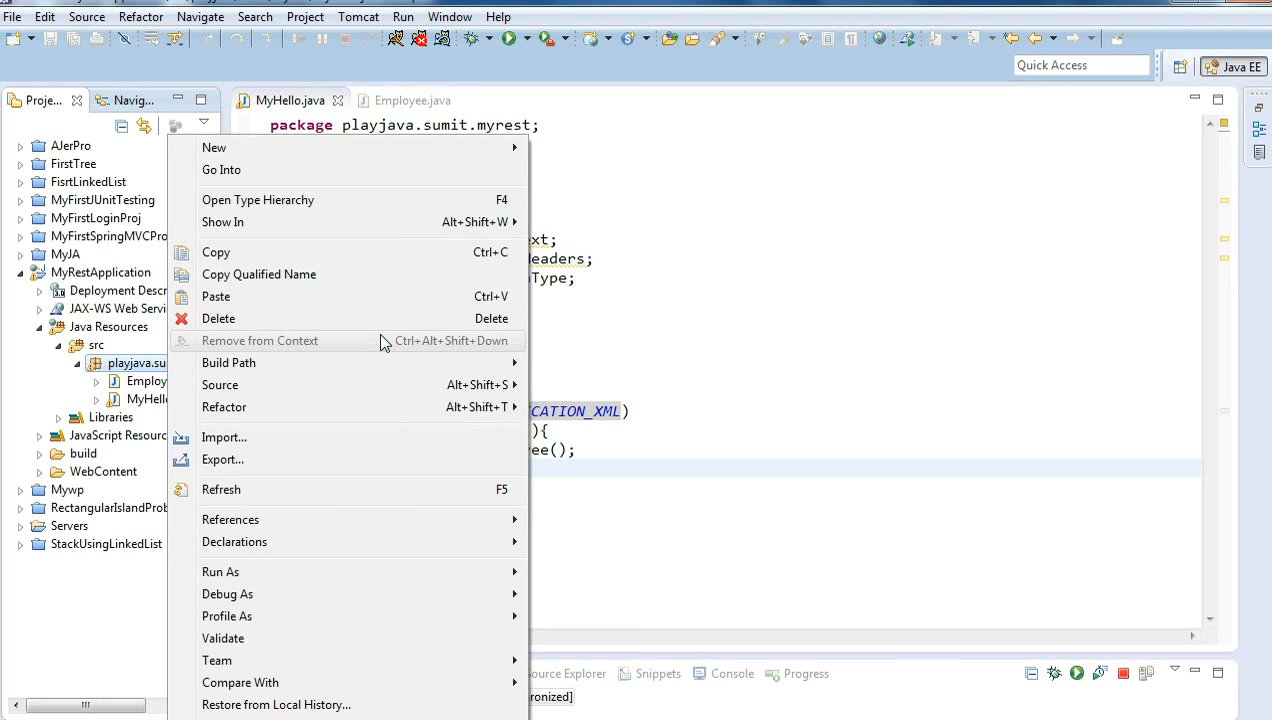 File Edit Source Refactor Navigate Search Project Tomcat Run Window Help
Quick Access
Java EE
Proje...
Navig...
MyHello.java
Employee.java
AJerPro
FirstTree
FisrtLinkedList
MyFirstJUnitTesting
MyFirstLoginProj
MyFirstSpringMVCPro
MyJA
MyRestApplication
Deployment Descr
JAX-WS Web Servi
Java Resources
src
playjava.su
Employ
MyHello
Libraries
JavaScript Resourc
build
WebContent
Mywp
RectangularIslandProb
Servers
StackUsingLinkedList
New
Go Into
Open Type Hierarchy F4
Show In Alt+Shift+W
Copy Ctrl+C
Copy Qualified Name
Paste Ctrl+V
Delete Delete
Remove from Context Ctrl+Alt+Shift+Down
Build Path
Source Alt+Shift+S
Refactor Alt+Shift+T
Import...
Export...
Refresh F5
References
Declarations
Run As
Debug As
Profile As
Validate
Team
Compare With
Restore from Local History...
package playjava.sumit.myrest;
ext;
Headers;
aType;
ICATION_XML)
){
ee();
ource Explorer Snippets Console Progress
ronized]